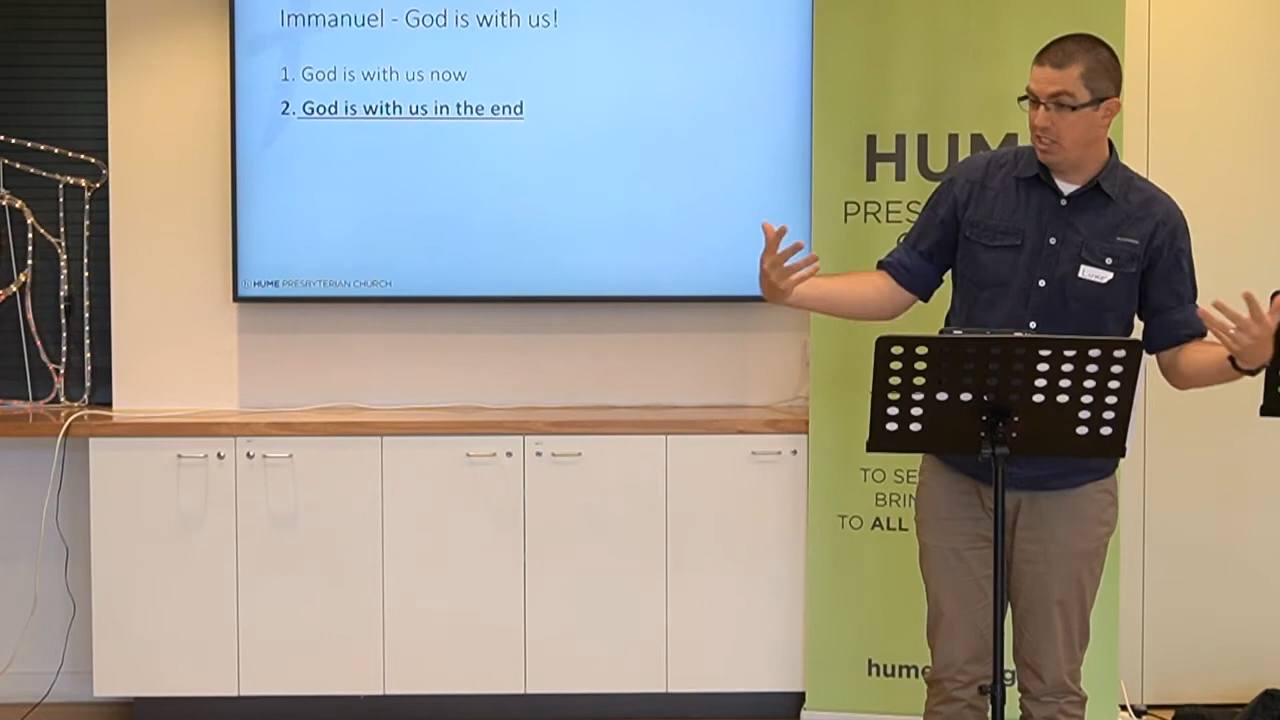 Immanuel - God is with us!
1. God is with us now
2. God is with us in the end
HUME PRESBYTERIAN CHURCH
HUM
PRES
TO SE
BRIN
TO ALL
hume
g
Luke